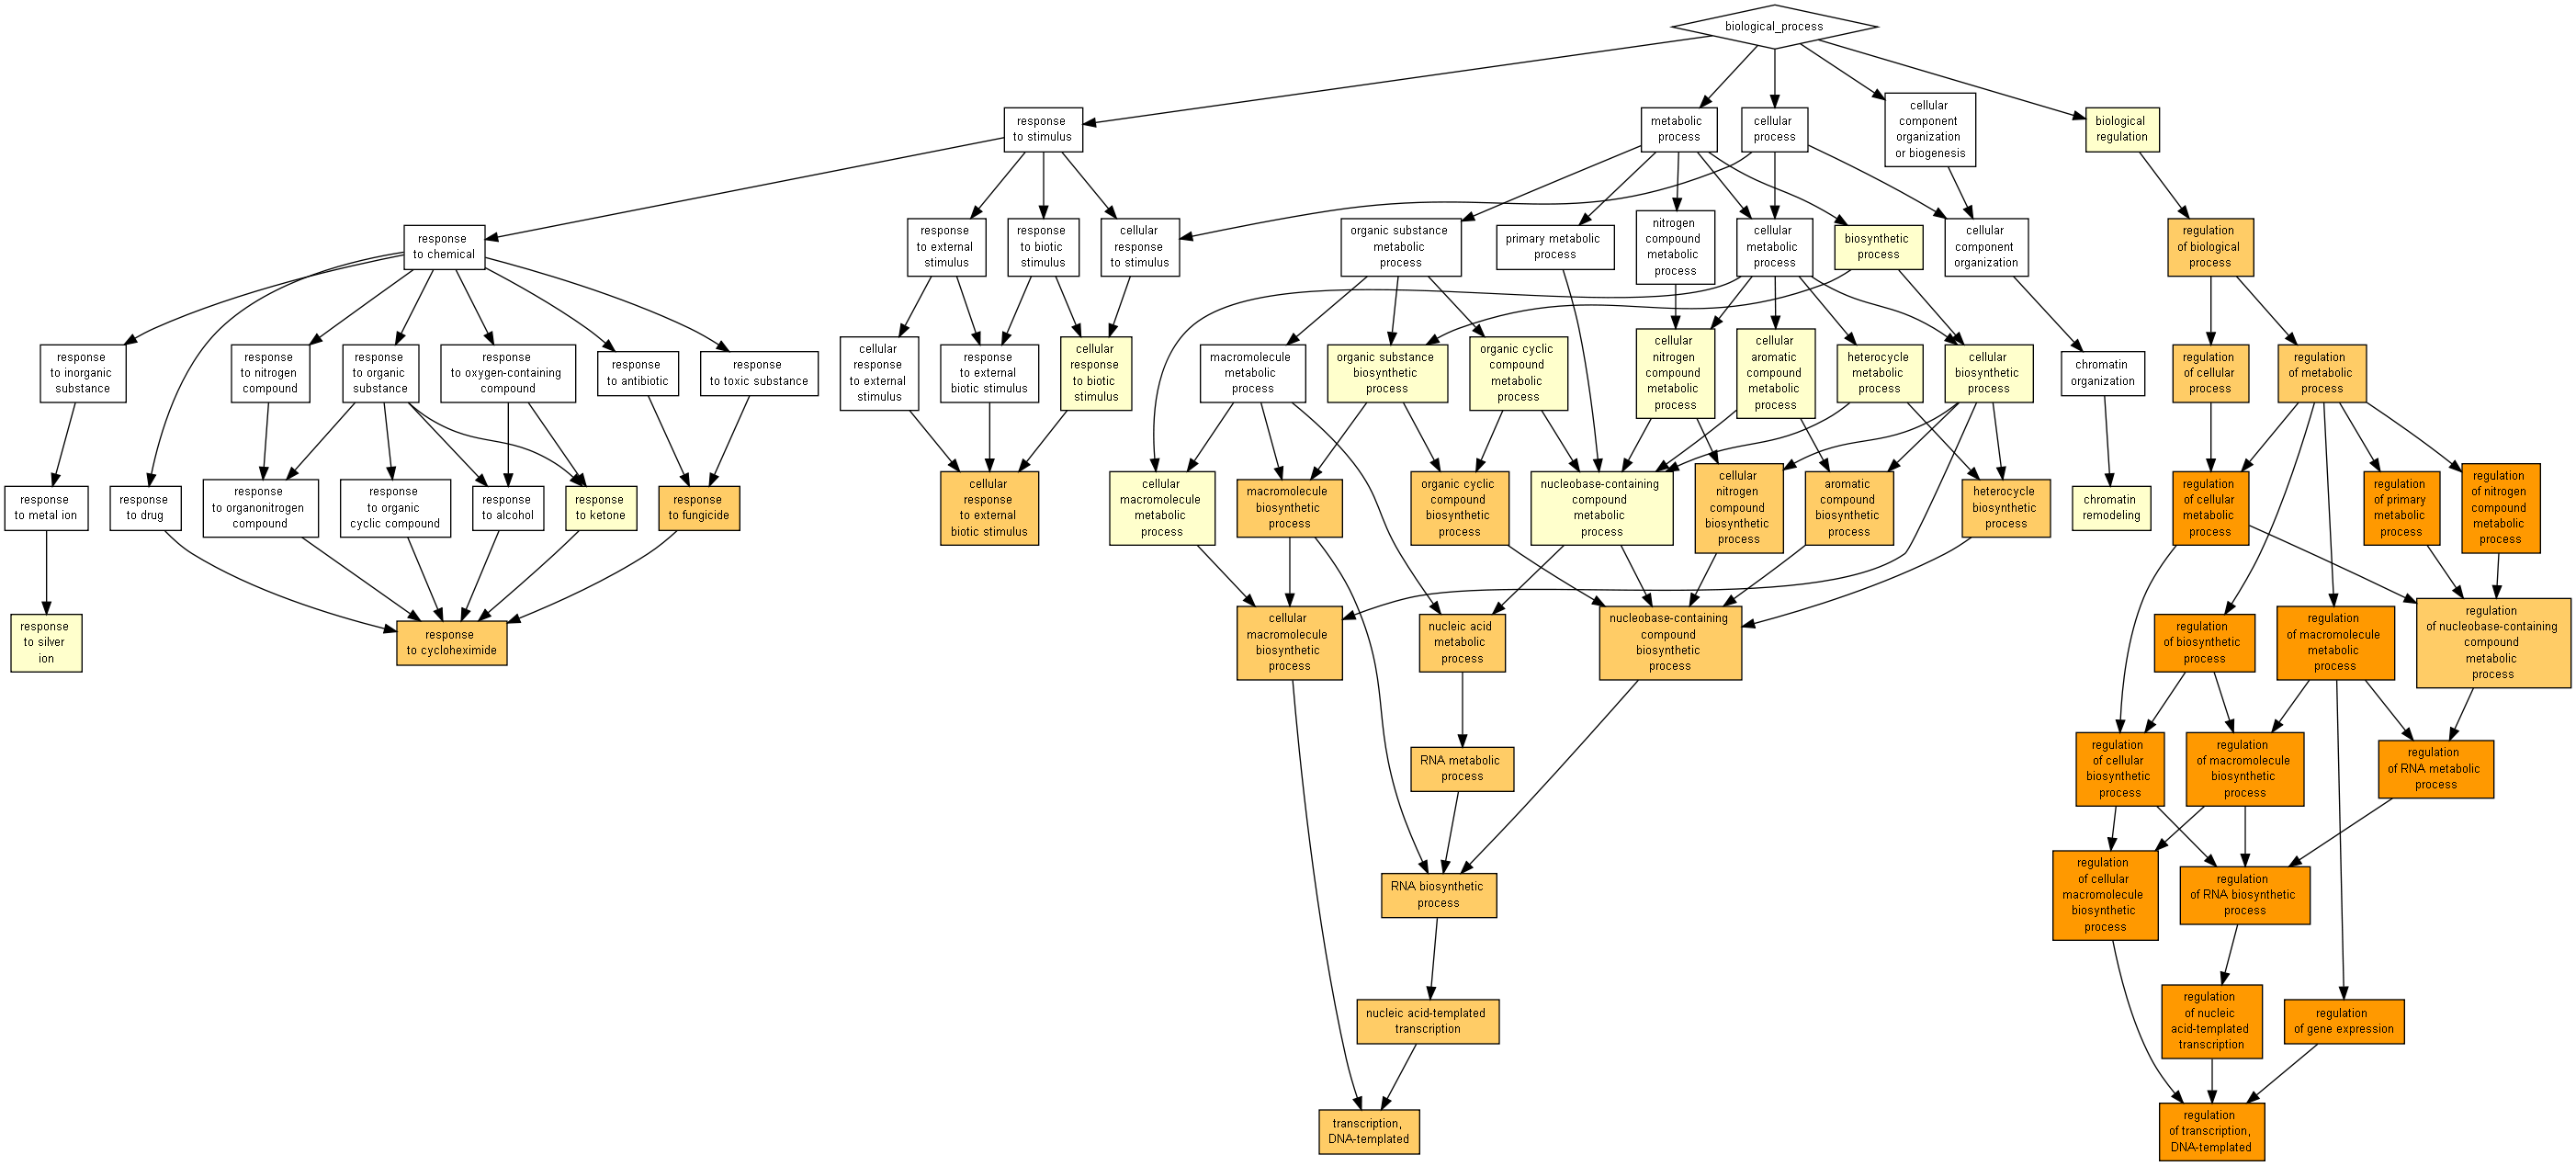 biological_process
response
to stimulus
metabolic
process
cellular
process
cellular
component
organization
or biogenesis
biological
regulation
response
to chemical
response
to external
stimulus
response
to biotic
stimulus
cellular
response
to stimulus
organic substance
metabolic
process
primary metabolic
process
nitrogen
compound
metabolic
process
cellular
metabolic
process
biosynthetic
process
cellular
component
organization
regulation
of biological
process
response
to inorganic
substance
response
to nitrogen
compound
response
to organic
substance
response
to oxygen-containing
compound
response
to antibiotic
response
to toxic substance
cellular
response
to external
stimulus
response
to external
biotic stimulus
cellular
response
to biotic
stimulus
macromolecule
metabolic
process
organic substance
biosynthetic
process
organic cyclic
compound
metabolic
process
cellular
nitrogen
compound
metabolic
process
cellular
aromatic
compound
metabolic
process
heterocycle
metabolic
process
cellular
biosynthetic
process
chromatin
organization
regulation
of cellular
process
regulation
of metabolic
process
response
to metal ion
response
to drug
response
to organonitrogen
compound
response
to organic
cyclic compound
response
to alcohol
response
to ketone
response
to fungicide
cellular
response
to external
biotic stimulus
cellular
macromolecule
metabolic
process
macromolecule
biosynthetic
process
organic cyclic
compound
biosynthetic
process
nucleobase-containing
compound
metabolic
process
cellular
nitrogen
compound
biosynthetic
process
aromatic
compound
biosynthetic
process
heterocycle
biosynthetic
process
chromatin
remodeling
regulation
of cellular
metabolic
process
regulation
of primary
metabolic
process
regulation
of nitrogen
compound
metabolic
process
response
to silver
ion
response
to cycloheximide
cellular
macromolecule
biosynthetic
process
nucleic acid
metabolic
process
nucleobase-containing
compound
biosynthetic
process
regulation
of biosynthetic
process
regulation
of macromolecule
metabolic
process
regulation
of nucleobase-containing
compound
metabolic
process
RNA metabolic
process
regulation
of cellular
biosynthetic
process
regulation
of macromolecule
biosynthetic
process
regulation
of RNA metabolic
process
RNA biosynthetic
process
regulation
of cellular
macromolecule
biosynthetic
process
regulation
of RNA biosynthetic
process
nucleic acid-templated
transcription
regulation
of nucleic
acid-templated
transcription
regulation
of gene expression
transcription,
DNA-templated
regulation
of transcription,
DNA-templated